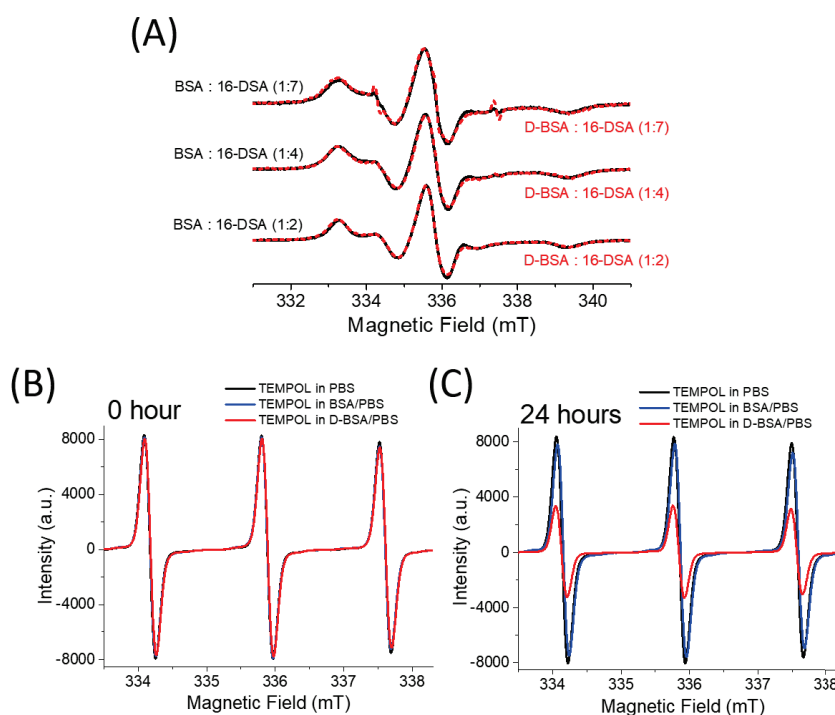 (A)
BSA : 16-DSA (1:7)
D-BSA : 16-DSA (1:7)
BSA : 16-DSA (1:4)
D-BSA : 16-DSA (1:4)
BSA : 16-DSA (1:2)
D-BSA : 16-DSA (1:2)
332 334 336 338 340
Magnetic Field (mT)
(B)
0 hour
TEMPOL in PBS
TEMPOL in BSA/PBS
TEMPOL in D-BSA/PBS
8000
4000
0
-4000
-8000
Intensity (a.u.)
334 335 336 337 338
Magnetic Field (mT)
(C)
24 hours
TEMPOL in PBS
TEMPOL in BSA/PBS
TEMPOL in D-BSA/PBS
8000
4000
0
-4000
-8000
Intensity (a.u.)
334 335 336 337 338
Magnetic Field (mT)